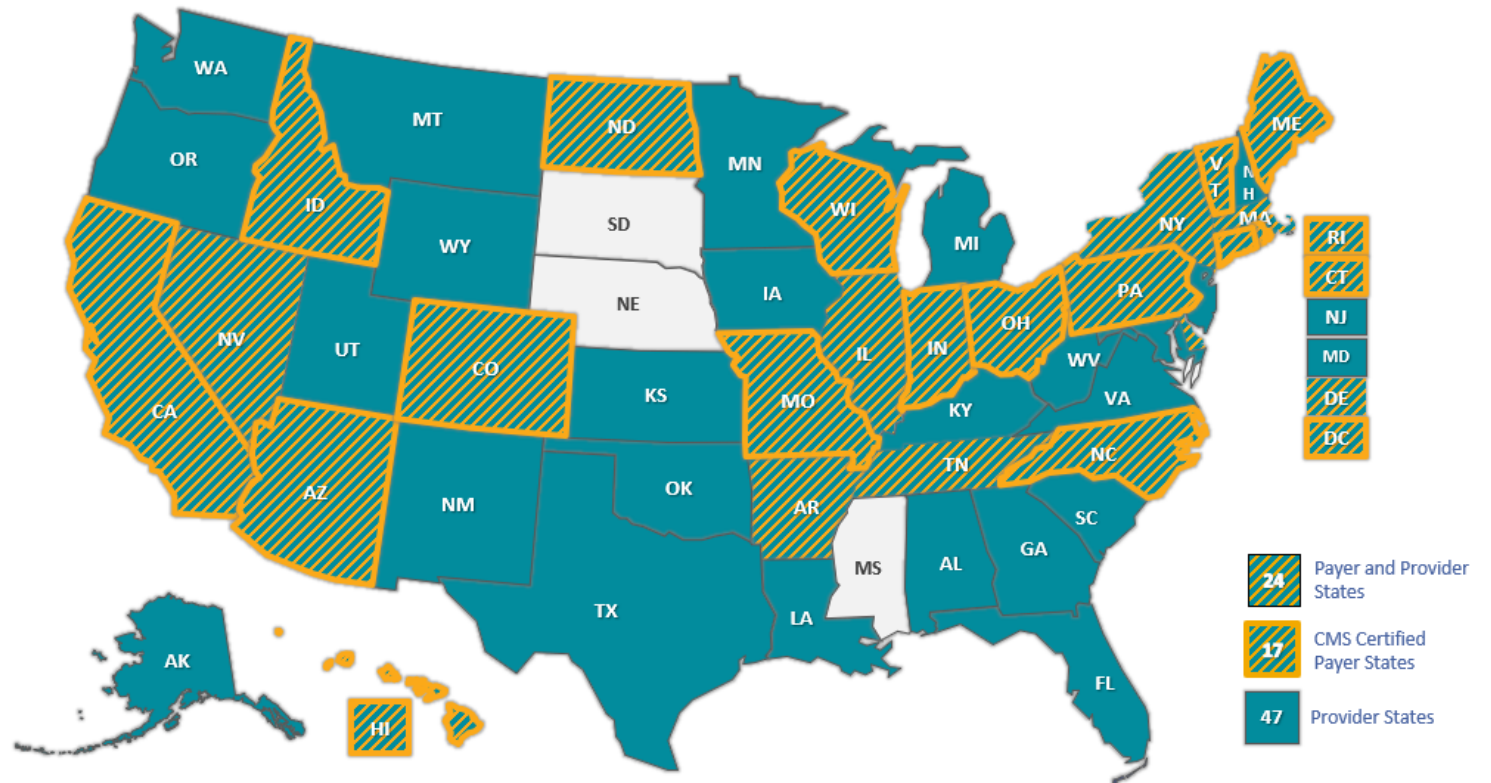 WA
MT
ND
MN
ME
V
T
N
H
OR
ID
WY
SD
WI
MI
NY
MA
RI
CT
NJ
MD
DE
DC
NE
IA
PA
NV
UT
CO
IL
IN
OH
WV
VA
CA
KS
MO
KY
AZ
NM
OK
AR
TN
NC
SC
TX
LA
MS
AL
GA
FL
AK
HI
24 Payer and Provider
States
17 CMS Certified
Payer States
47 Provider States